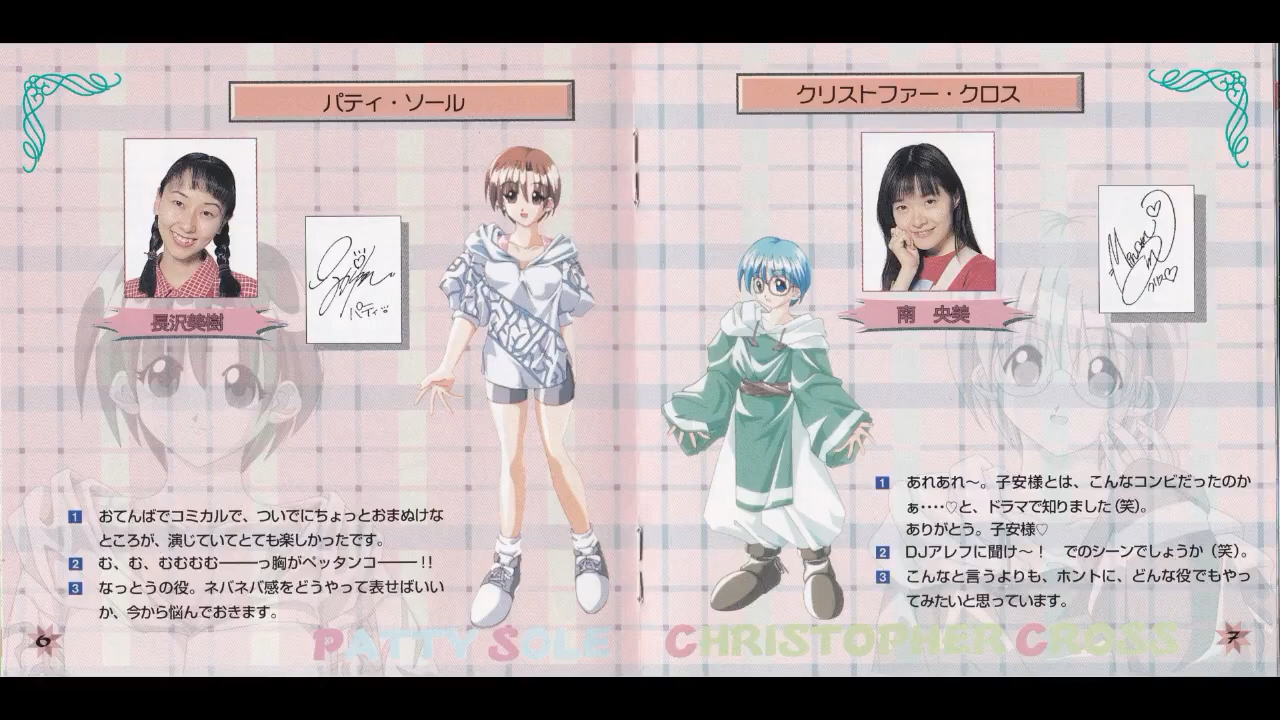 パティ・ソール
長沢美樹
パティ
1 おてんばでコミカルで、ついでにちょっとおまぬけな
ところが、演じていてとても楽しかったです。
2 む、む、むむむむ―――っ胸がペッタンコ―――!!
3 なっとうの役。ネバネバ感をどうやって表せばいい
か、今から悩んでおきます。
PATTY SOLE
6
クリストファー・クロス
南 央美
1 あれあれ〜。子安様とは、こんなコンビだったのか
ぁ‥‥♡と、ドラマで知りました(笑)。
ありがとう。子安様♡
2 DJアレフに聞け〜! でのシーンでしょうか(笑)。
3 こんなと言うよりも、ホントに、どんな役でもやっ
てみたいと思っています。
CHRISTOPHER CROSS
7